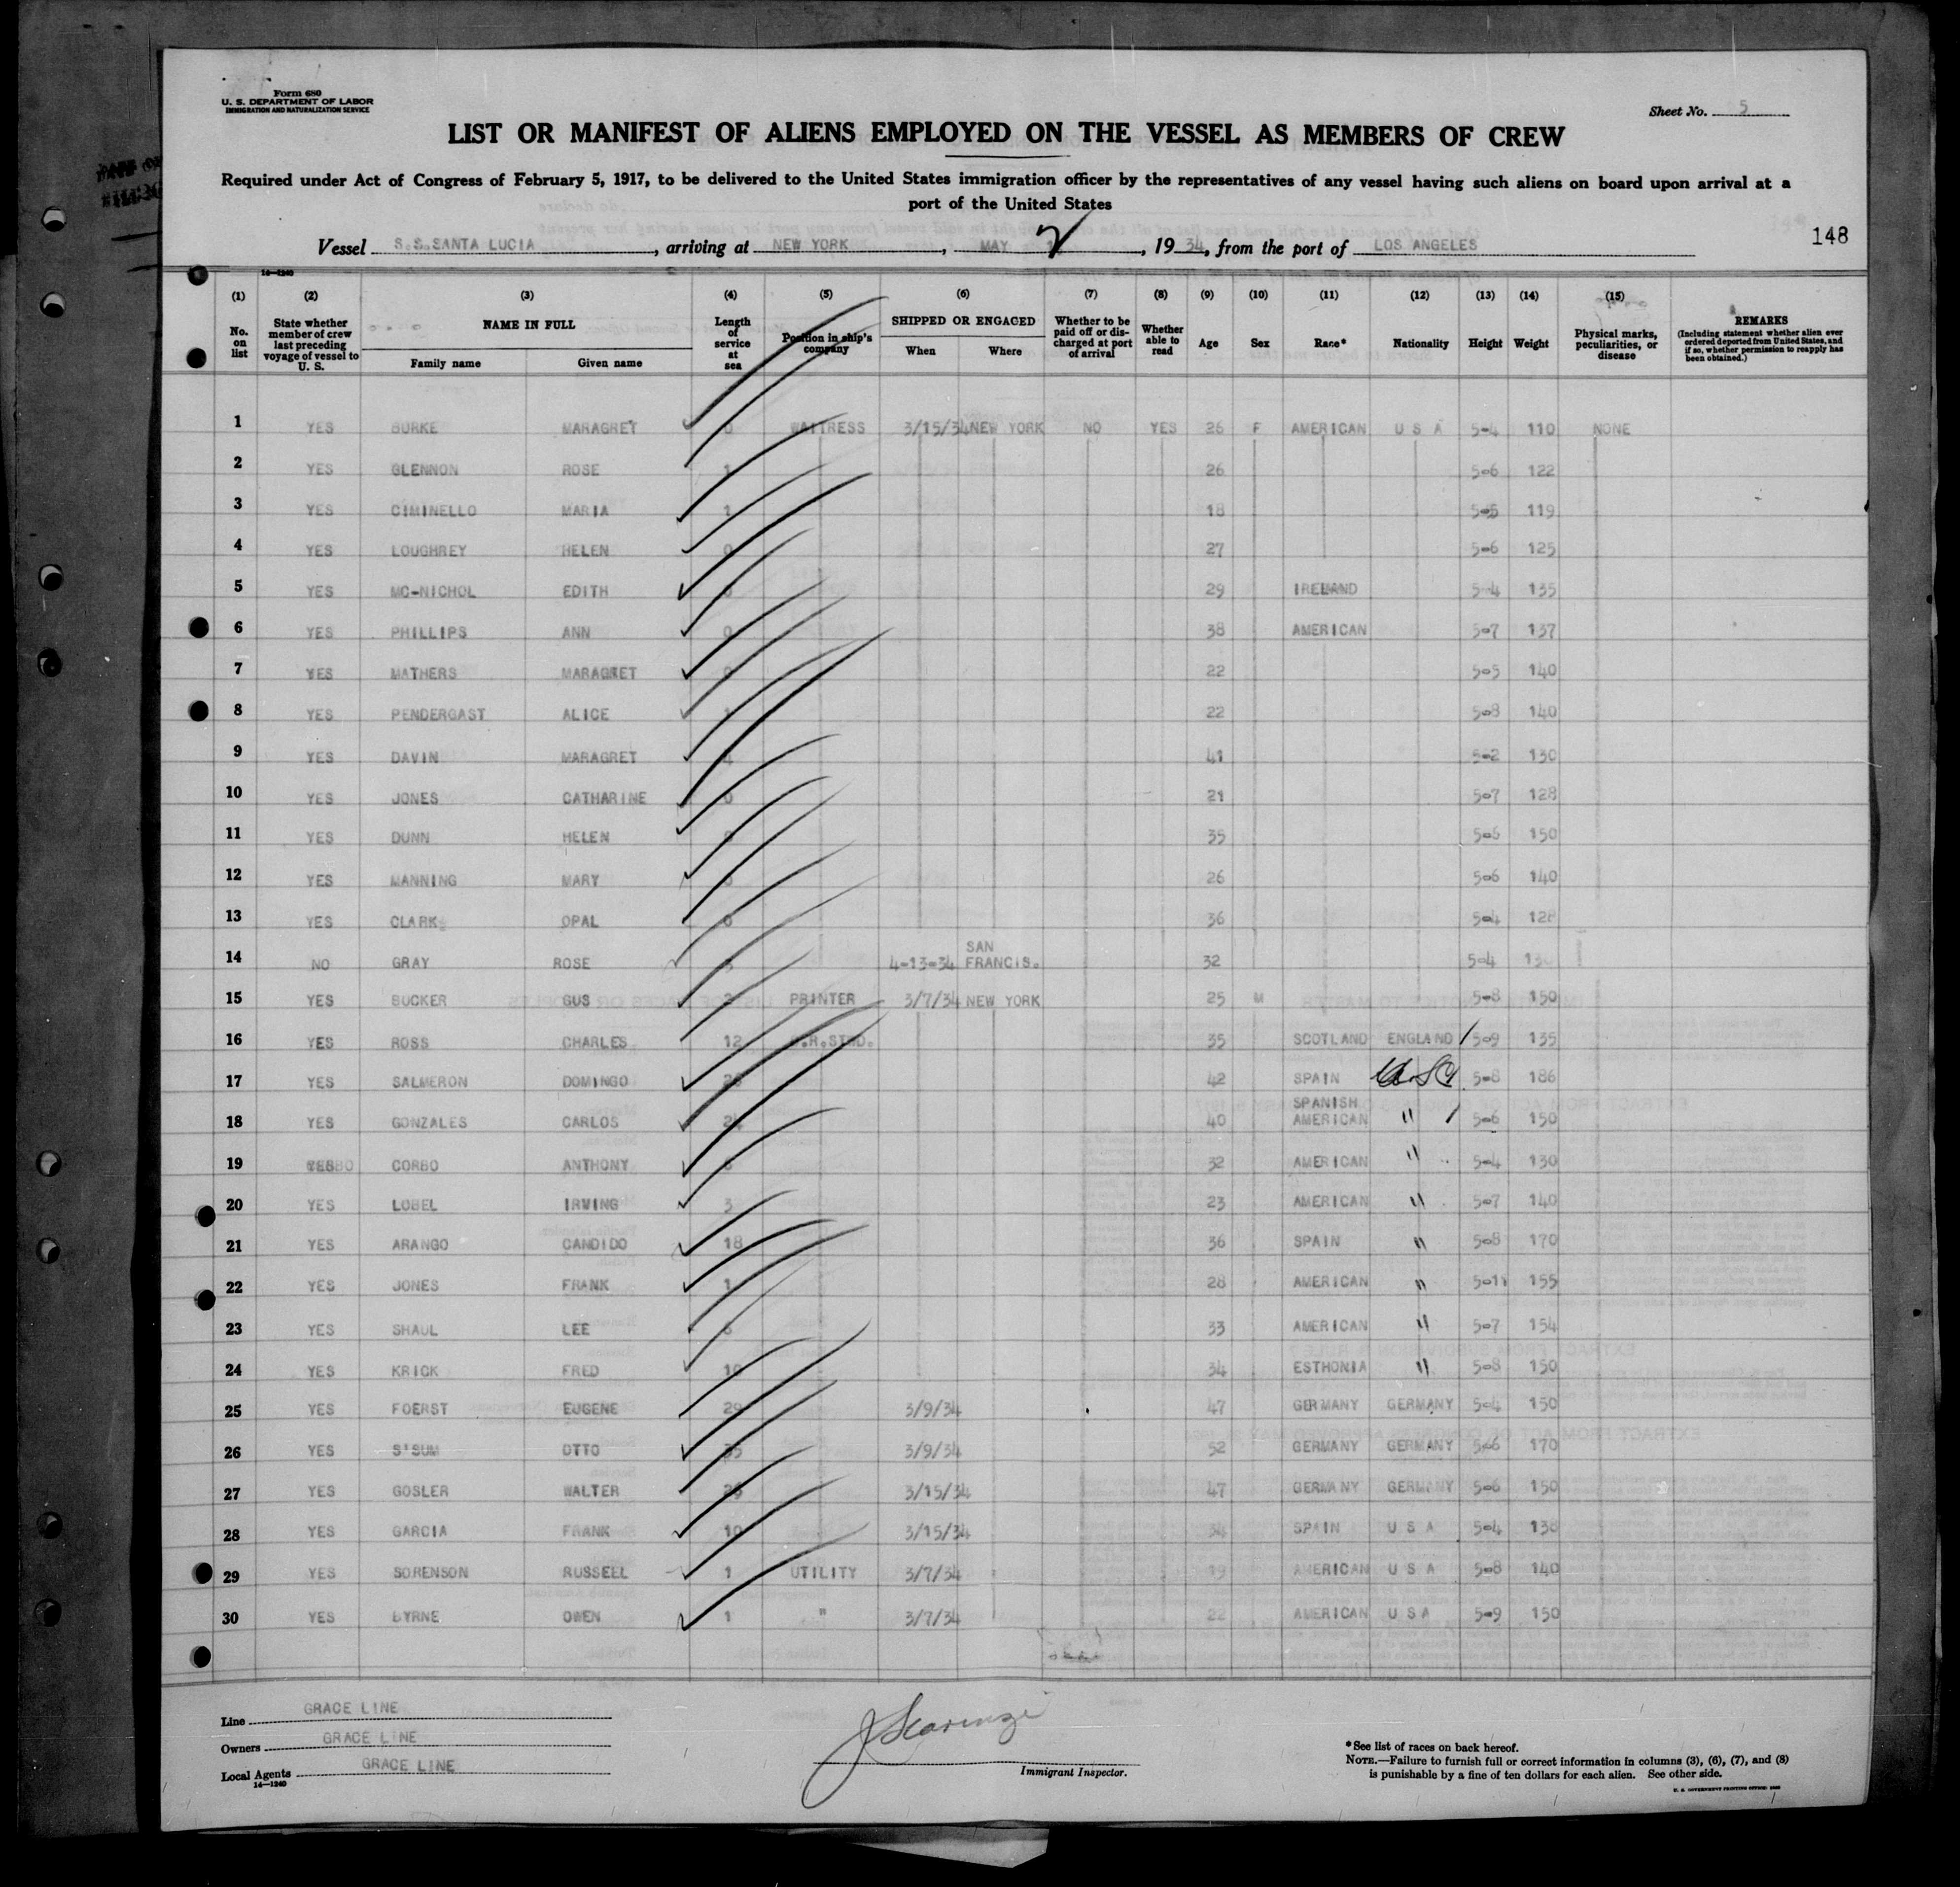 Form 680
U. S. DEPARTMENT OF LABOR
IMMIGRATION AND NATURALIZATION SERVICE
Sheet No. 5
LIST OR MANIFEST OF ALIENS EMPLOYED ON THE VESSEL AS MEMBERS OF CREW
Required under Act of Congress of February 5, 1917, to be delivered to the United States immigration officer by the representatives of any vessel having such aliens on board upon arrival at a
port of the United States
Vessel S.S.SANTA LUCIA, arriving at NEW YORK, MAY 2, 1934, from the port of LOS ANGELES
148
14—1240
(1) (2) (3) (4) (5) (6) (7) (8) (9) (10) (11) (12) (13) (14) (15)
No. on list
State whether member of crew last preceding voyage of vessel to U. S.
NAME IN FULL
Family name Given name
Length of service at sea
Position in ship's company
SHIPPED OR ENGAGED
When Where
Whether to be paid off or discharged at port of arrival
Whether able to read
Age
Sex
Race*
Nationality
Height
Weight
Physical marks, peculiarities, or disease
REMARKS
(Including statement whether alien ever ordered deported from United States, and if so, whether permission to reapply has been obtained.)
1 YES BURKE MARAGRET 0 WAITRESS 3/15/34 NEW YORK NO YES 26 F AMERICAN U S A 5-4 110 NONE
2 YES GLENNON ROSE 1 26 5-6 122
3 YES CIMINELLO MARIA 1 18 5-5 119
4 YES LOUGHREY HELEN 0 27 5-6 125
5 YES MC-NICHOL EDITH 29 IRELAND 5-4 135
6 YES PHILLIPS ANN 0 38 AMERICAN 5-7 137
7 YES MATHERS MARAGRET 22 5-5 140
8 YES PENDERGAST ALICE 1 22 5-8 140
9 YES DAVIN MARAGRET 4 41 5-2 130
10 YES JONES CATHARINE 0 21 5-7 128
11 YES DUNN HELEN 35 5-6 150
12 YES MANNING MARY 26 5-6 140
13 YES CLARK OPAL 0 36 5-4 128
14 NO GRAY ROSE 4-13-34 SAN FRANCIS. 32 5-4
15 YES BUCKER GUS 2 PRINTER 3/7/34 NEW YORK 25 M 5-8 150
16 YES ROSS CHARLES 12 35 SCOTLAND ENGLAND 5-9 135
17 YES SALMERON DOMINGO 42 SPAIN U.S.A 5-8 186
18 YES GONZALES CARLOS 40 SPANISH AMERICAN " 5-6 150
19 CORBO ANTHONY 32 AMERICAN " 5-4 130
20 YES LOBEL IRVING 3 23 AMERICAN " 5-7 140
21 YES ARANGO CANDIDO 18 36 SPAIN " 5-8 170
22 YES JONES FRANK 1 28 AMERICAN " 5-11 155
23 YES SHAUL LEE 33 AMERICAN " 5-7 154
24 YES KRICK FRED 34 ESTHONIA " 5-8 150
25 YES FOERST EUGENE 29 3/9/34 47 GERMANY GERMANY 5-4 150
26 YES S'SUM OTTO 35 3/9/34 52 GERMANY GERMANY 5-6 170
27 YES GOSLER WALTER 3/15/34 47 GERMANY GERMANY 5-6 150
28 YES GARCIA FRANK 10 3/15/34 34 SPAIN U S A 5-4
29 YES SORENSON RUSSELL 1 UTILITY 3/7/34 19 AMERICAN U S A 5-8 140
30 YES BYRNE OWEN 1 " 3/7/34 22 AMERICAN U S A 5-9 150
Line GRACE LINE
Owners GRACE LINE
Local Agents GRACE LINE
14—1240
Immigrant Inspector.
*See list of races on back hereof.
NOTE.—Failure to furnish full or correct information in columns (3), (6), (7), and (8)
is punishable by a fine of ten dollars for each alien. See other side.